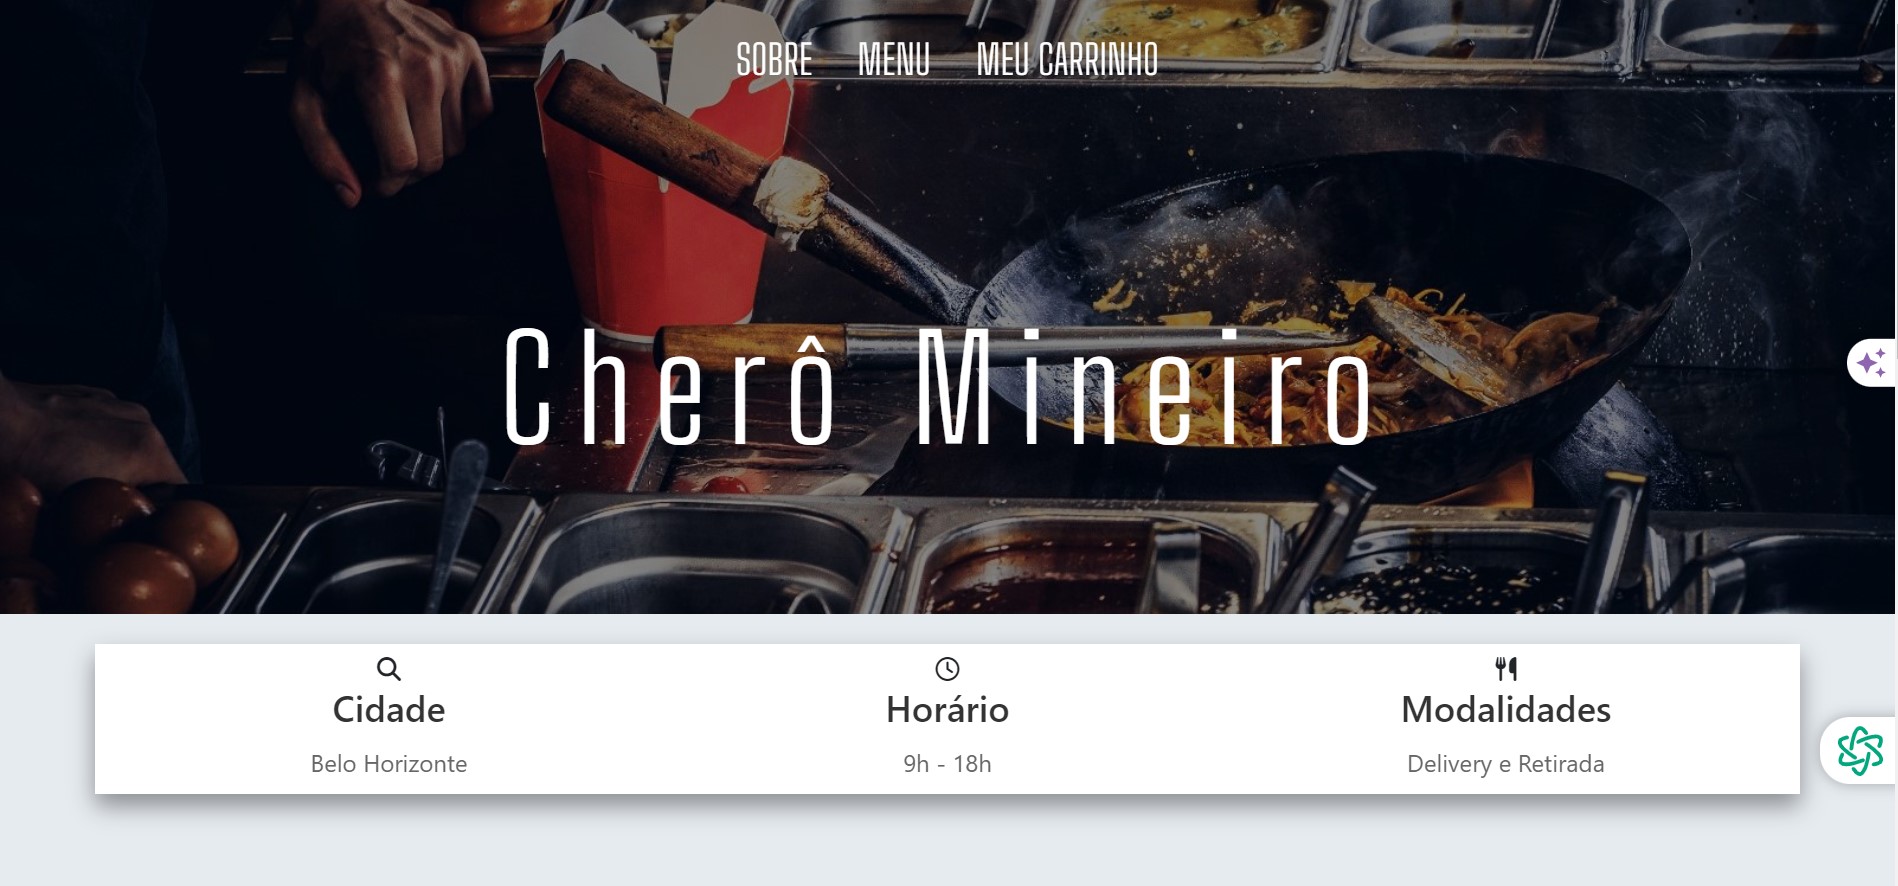 SOBRE MENU MEU CARRINHO
Cherô Mineiro
Cidade
Belo Horizonte
Horário
9h - 18h
Modalidades
Delivery e Retirada